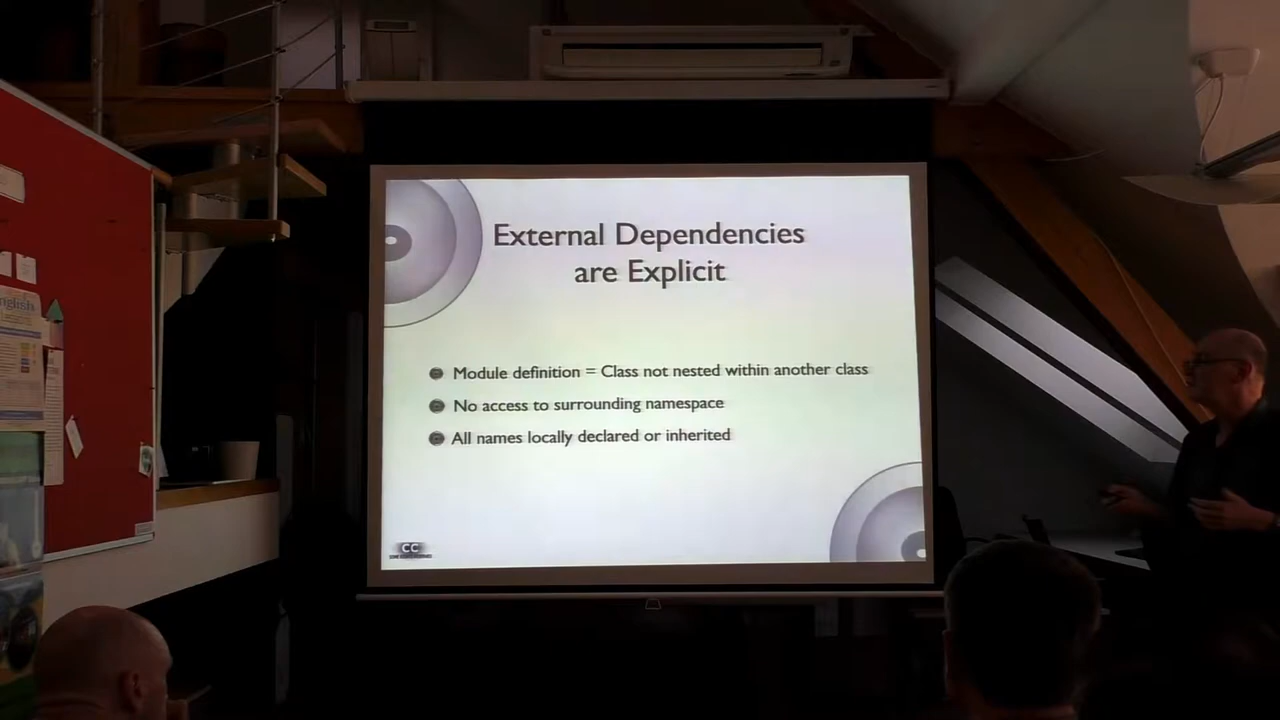 External Dependencies
are Explicit
Module definition = Class not nested within another class
No access to surrounding namespace
All names locally declared or inherited
CC